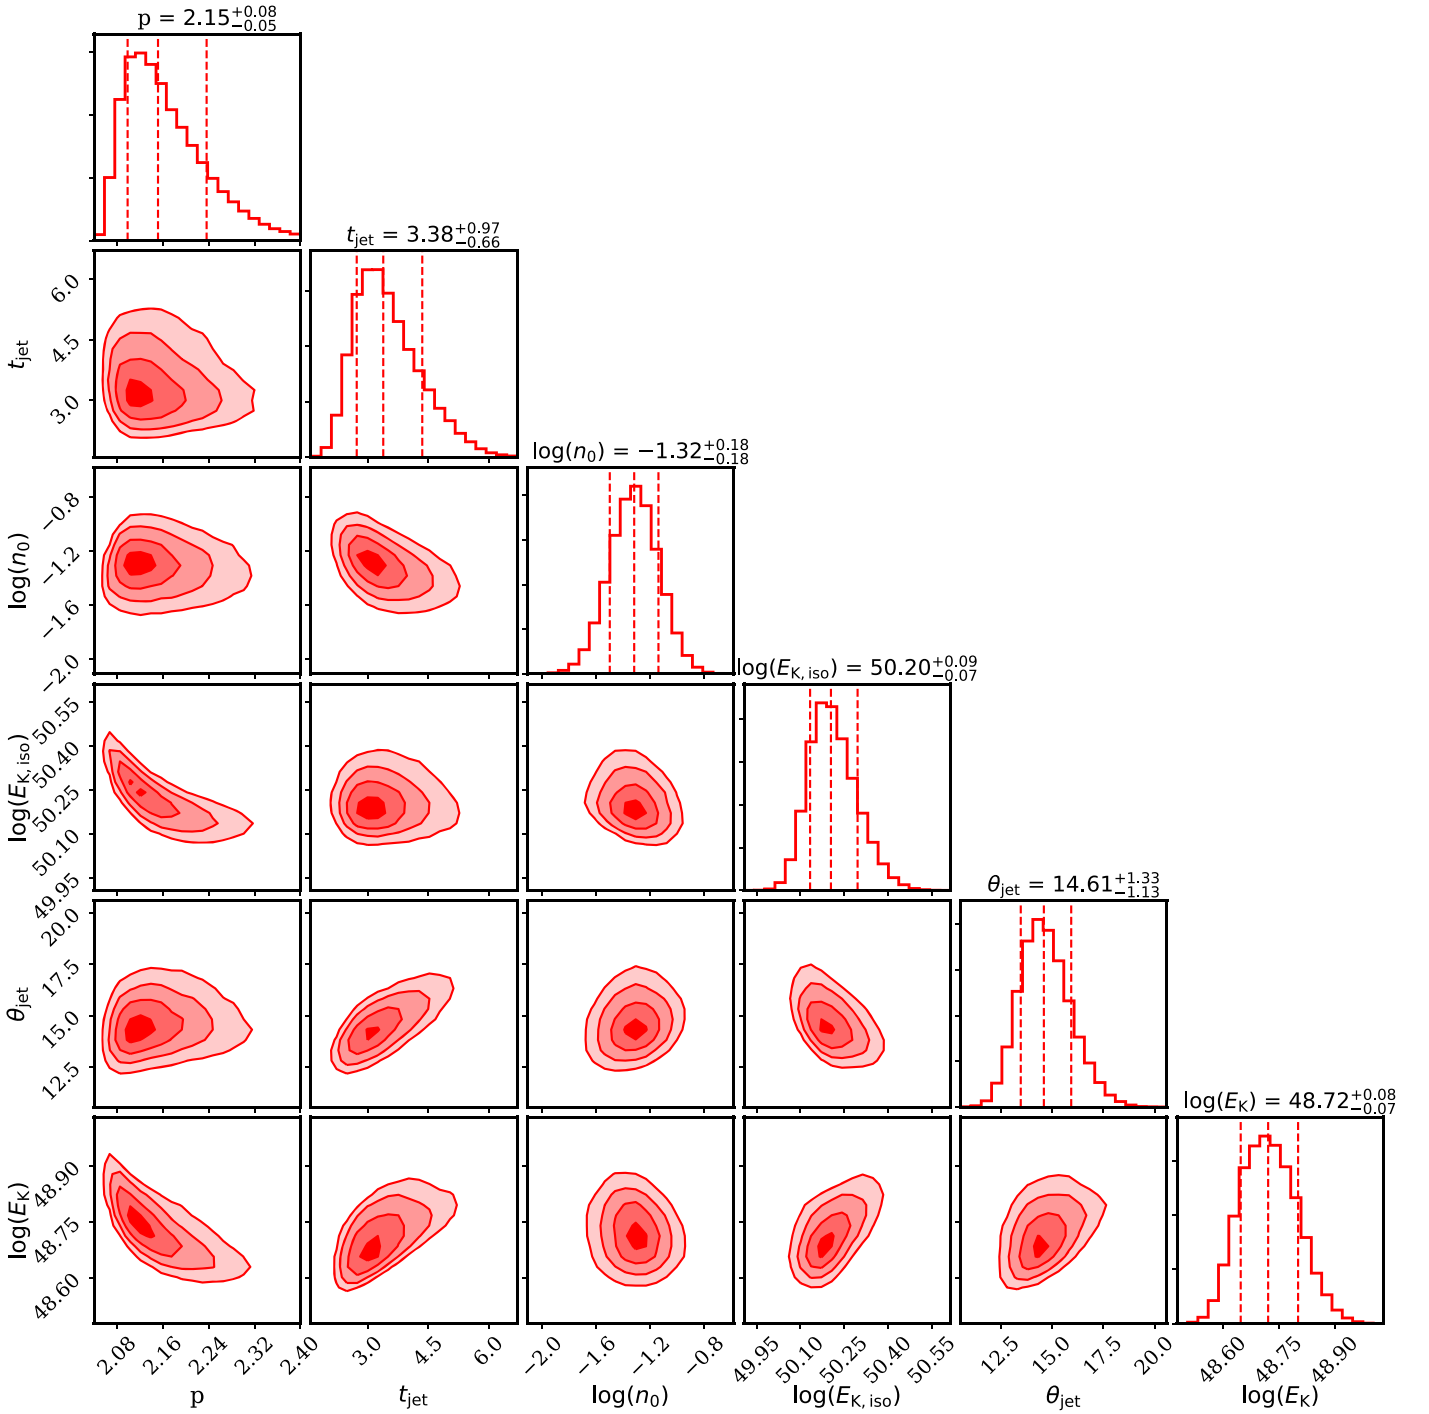 p = 2.15^{+0.08}_{-0.05}
t_jet = 3.38^{+0.97}_{-0.66}
6.0
4.5
3.0
t_jet
log(n_0) = −1.32^{+0.18}_{-0.18}
−0.8
−1.2
−1.6
−2.0
log(n_0)
log(E_{K, iso}) = 50.20^{+0.09}_{-0.07}
50.55
50.40
50.25
50.10
49.95
log(E_{K, iso})
θ_jet = 14.61^{+1.33}_{-1.13}
20.0
17.5
15.0
12.5
θ_jet
log(E_K) = 48.72^{+0.08}_{-0.07}
48.90
48.75
48.60
log(E_K)
2.08 2.16 2.24 2.32 2.40 3.0 4.5 6.0 −2.0 −1.6 −1.2 −0.8 49.95 50.10 50.25 50.40 50.55 12.5 15.0 17.5 20.0 48.60 48.75 48.90
p t_jet log(n_0) log(E_{K, iso}) θ_jet log(E_K)